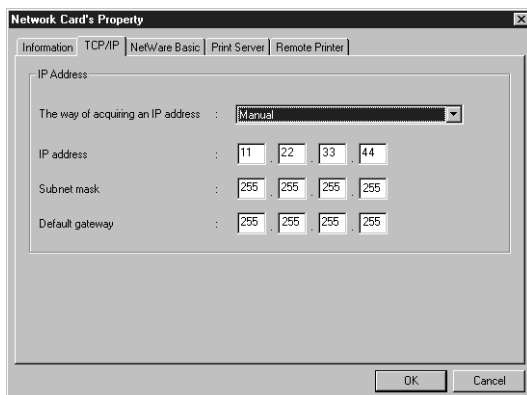 Network Card's Property
Information TCP/IP NetWare Basic Print Server Remote Printer
IP Address
The way of acquiring an IP address : Manual
IP address : 11 . 22 . 33 . 44
Subnet mask : 255 . 255 . 255 . 255
Default gateway : 255 . 255 . 255 . 255
OK Cancel